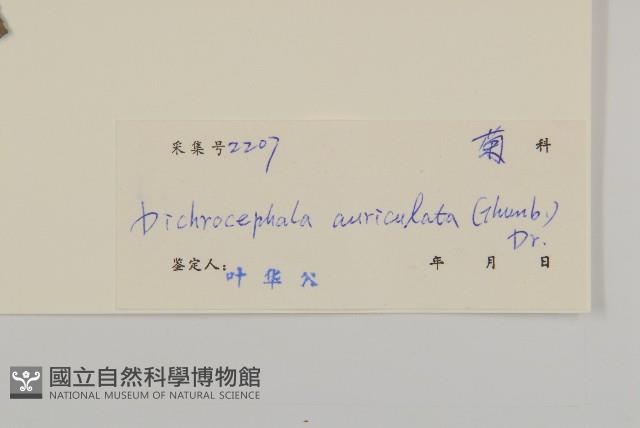 采集号2207 菊 科
Dichrocephala auriculata (Thunb.)
Dr.
鉴定人: 叶华谷 年 月 日
國立自然科學博物館
NATIONAL MUSEUM OF NATURAL SCIENCE